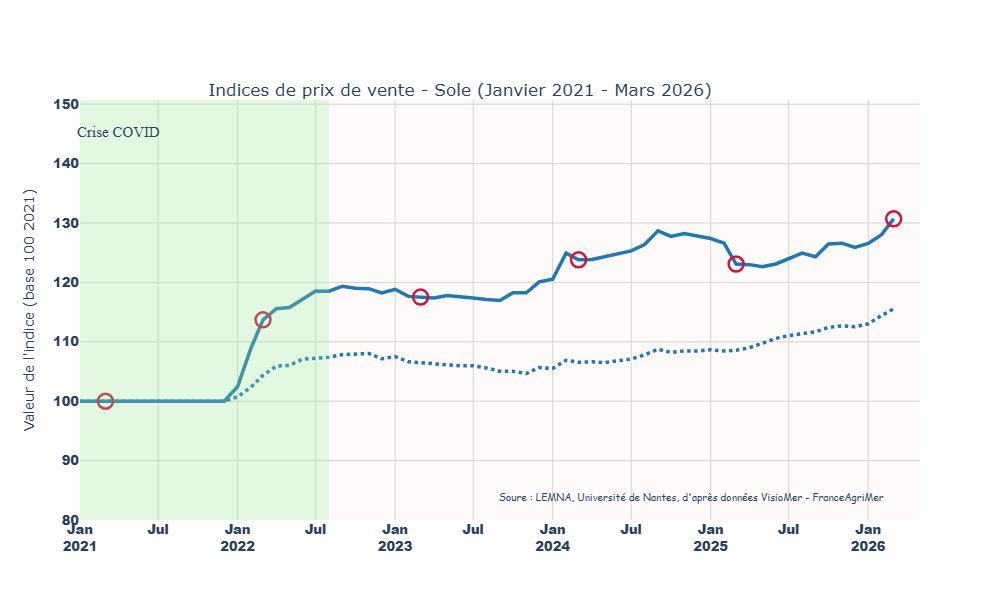 Indices de prix de vente - Sole (Janvier 2021 - Mars 2026)
Valeur de l'Indice (base 100 2021)
150
140
130
120
110
100
90
80
Crise COVID
Soure : LEMNA, Université de Nantes, d'après données VisioMer - FranceAgriMer
Jan Jul Jan Jul Jan Jul Jan Jul Jan Jul Jan
2021 2022 2023 2024 2025 2026